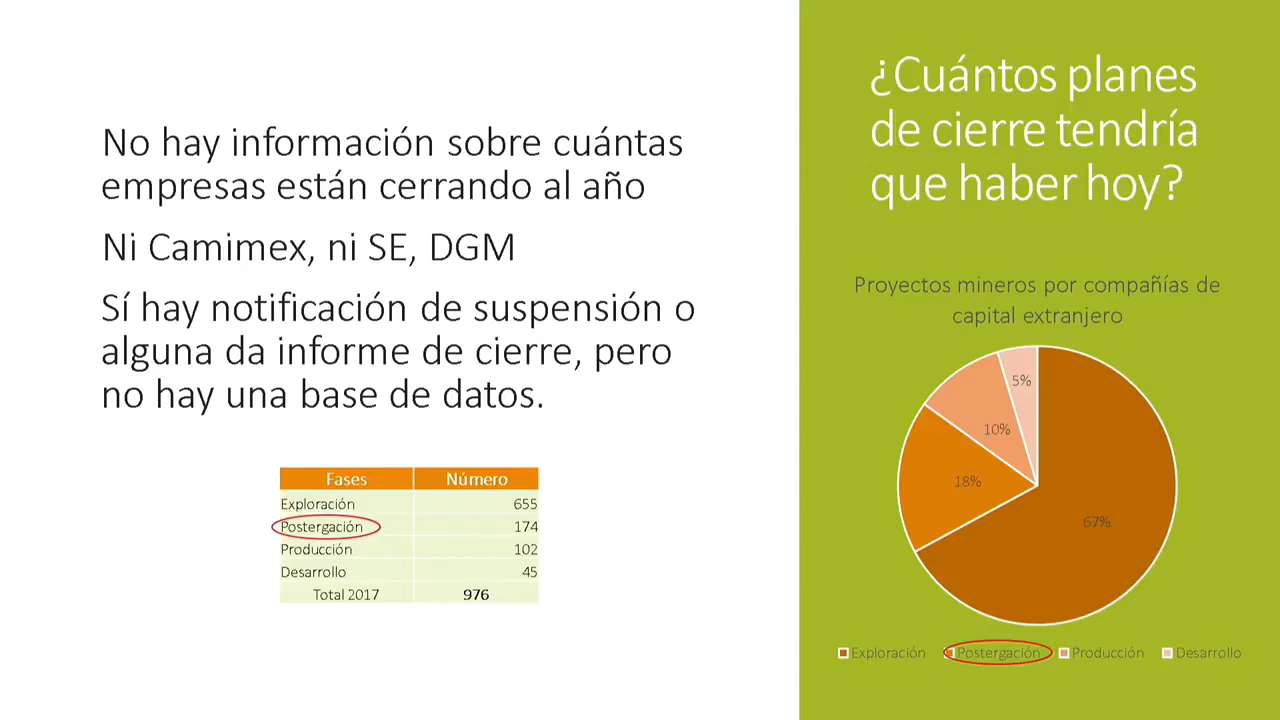 No hay información sobre cuántas
empresas están cerrando al año
Ni Camimex, ni SE, DGM
Sí hay notificación de suspensión o
alguna da informe de cierre, pero
no hay una base de datos.
Fases Número
Exploración 655
Postergación 174
Producción 102
Desarrollo 45
Total 2017 976
¿Cuántos planes
de cierre tendría
que haber hoy?
Proyectos mineros por compañías de
capital extranjero
5%
10%
18%
67%
Exploración Postergación Producción Desarrollo